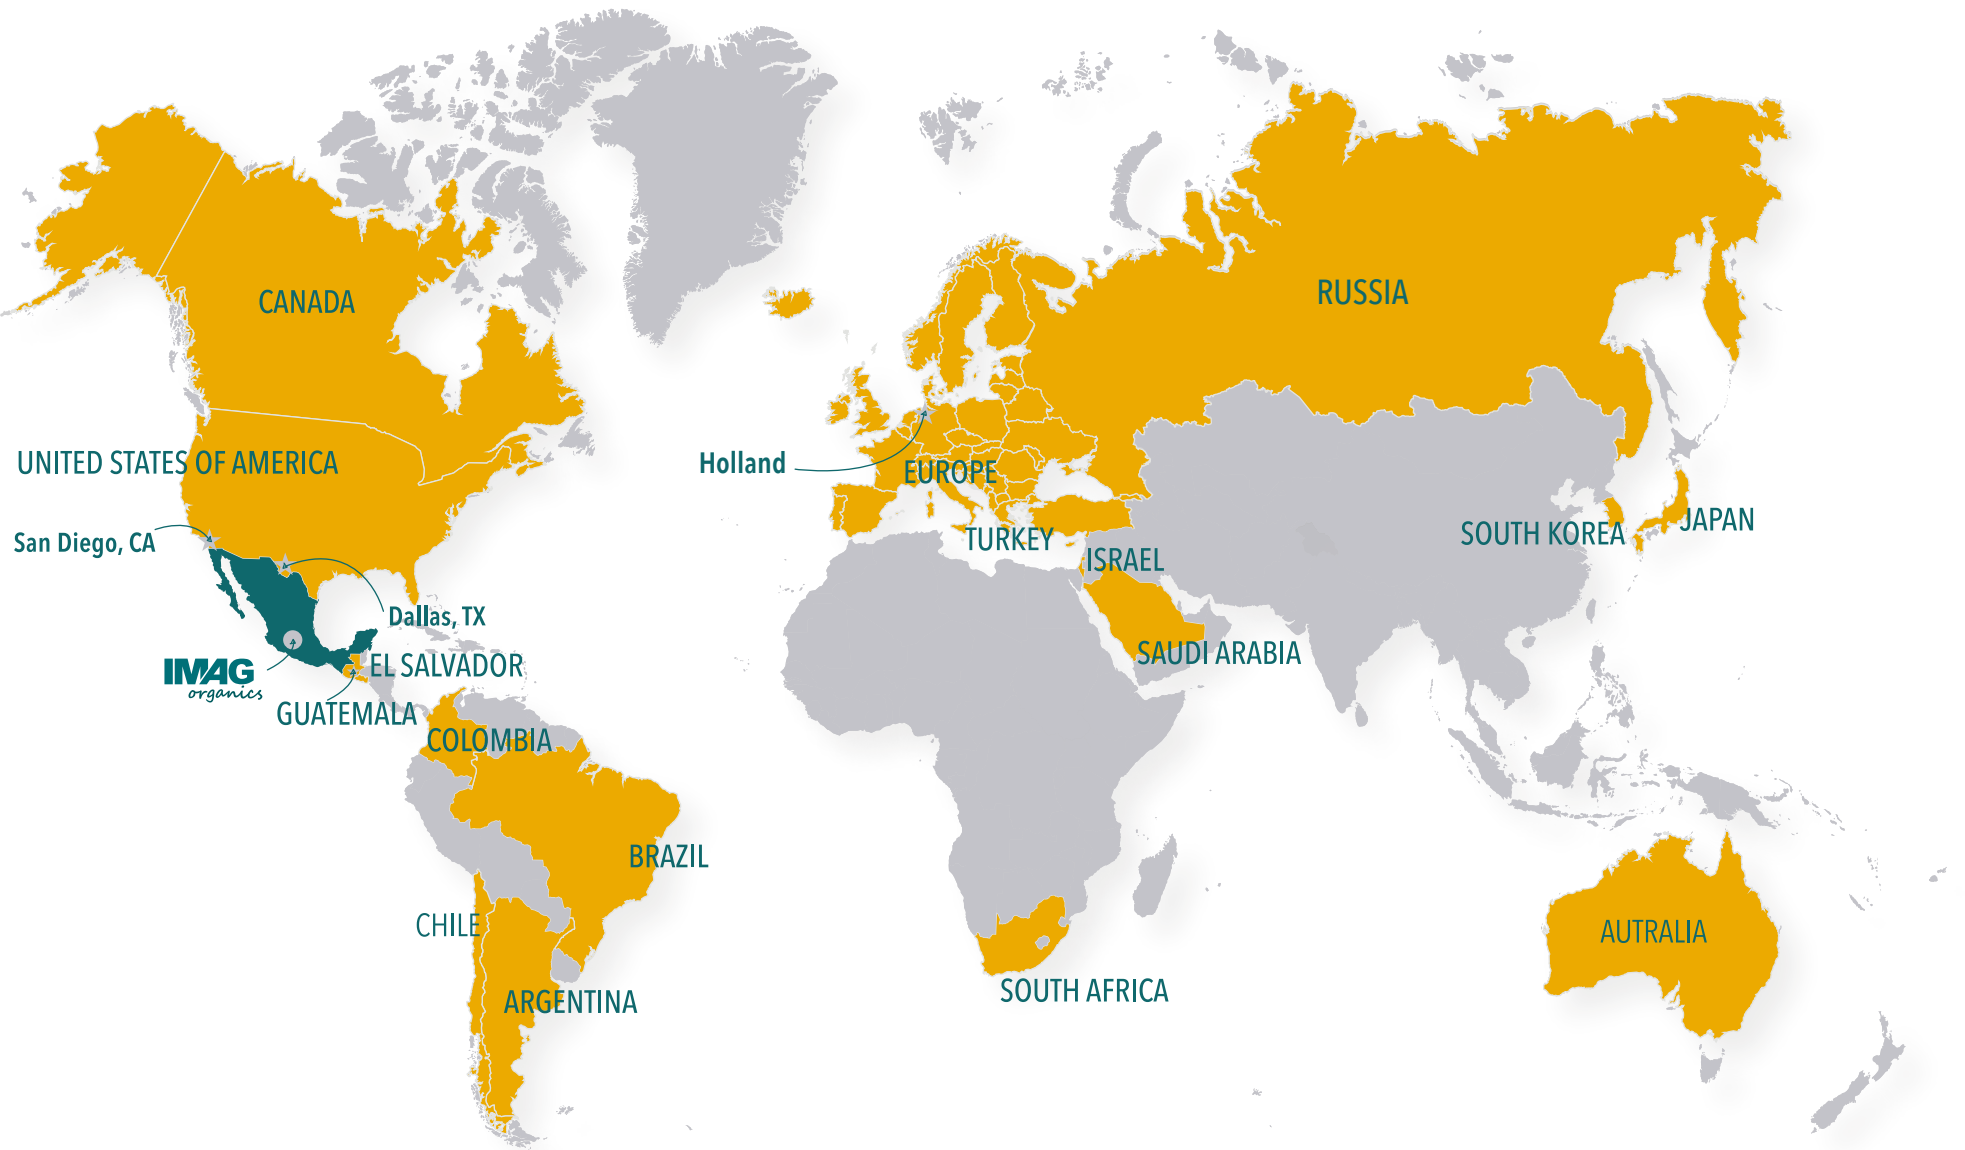 CANADA
RUSSIA
UNITED STATES OF AMERICA
Holland
EUROPE
San Diego, CA
TURKEY
ISRAEL
SOUTH KOREA
JAPAN
Dallas, TX
IMAG
organics
EL SALVADOR
GUATEMALA
SAUDI ARABIA
COLOMBIA
BRAZIL
CHILE
AUTRALIA
ARGENTINA
SOUTH AFRICA